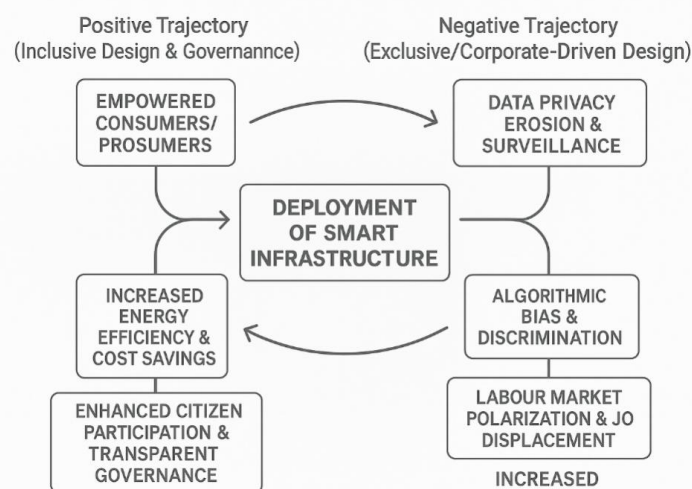 Positive Trajectory
(Inclusive Design & Governannce)
Negative Trajectory
(Exclusive/Corporate-Driven Design)
EMPOWERED
CONSUMERS/
PROSUMERS
DATA PRIVACY
EROSION &
SURVEILLANCE
DEPLOYMENT
OF SMART
INFRASTRUCTURE
INCREASED
ENERGY
EFFICIENCY &
COST SAVINGS
ALGORITHMIC
BIAS &
DISCRIMINATION
ENHANCED CITIZEN
PARTICIPATION &
TRANSPARENT
GOVERNANCE
LABOUR MARKET
POLARIZATION & JO
DISPLACEMENT
INCREASED